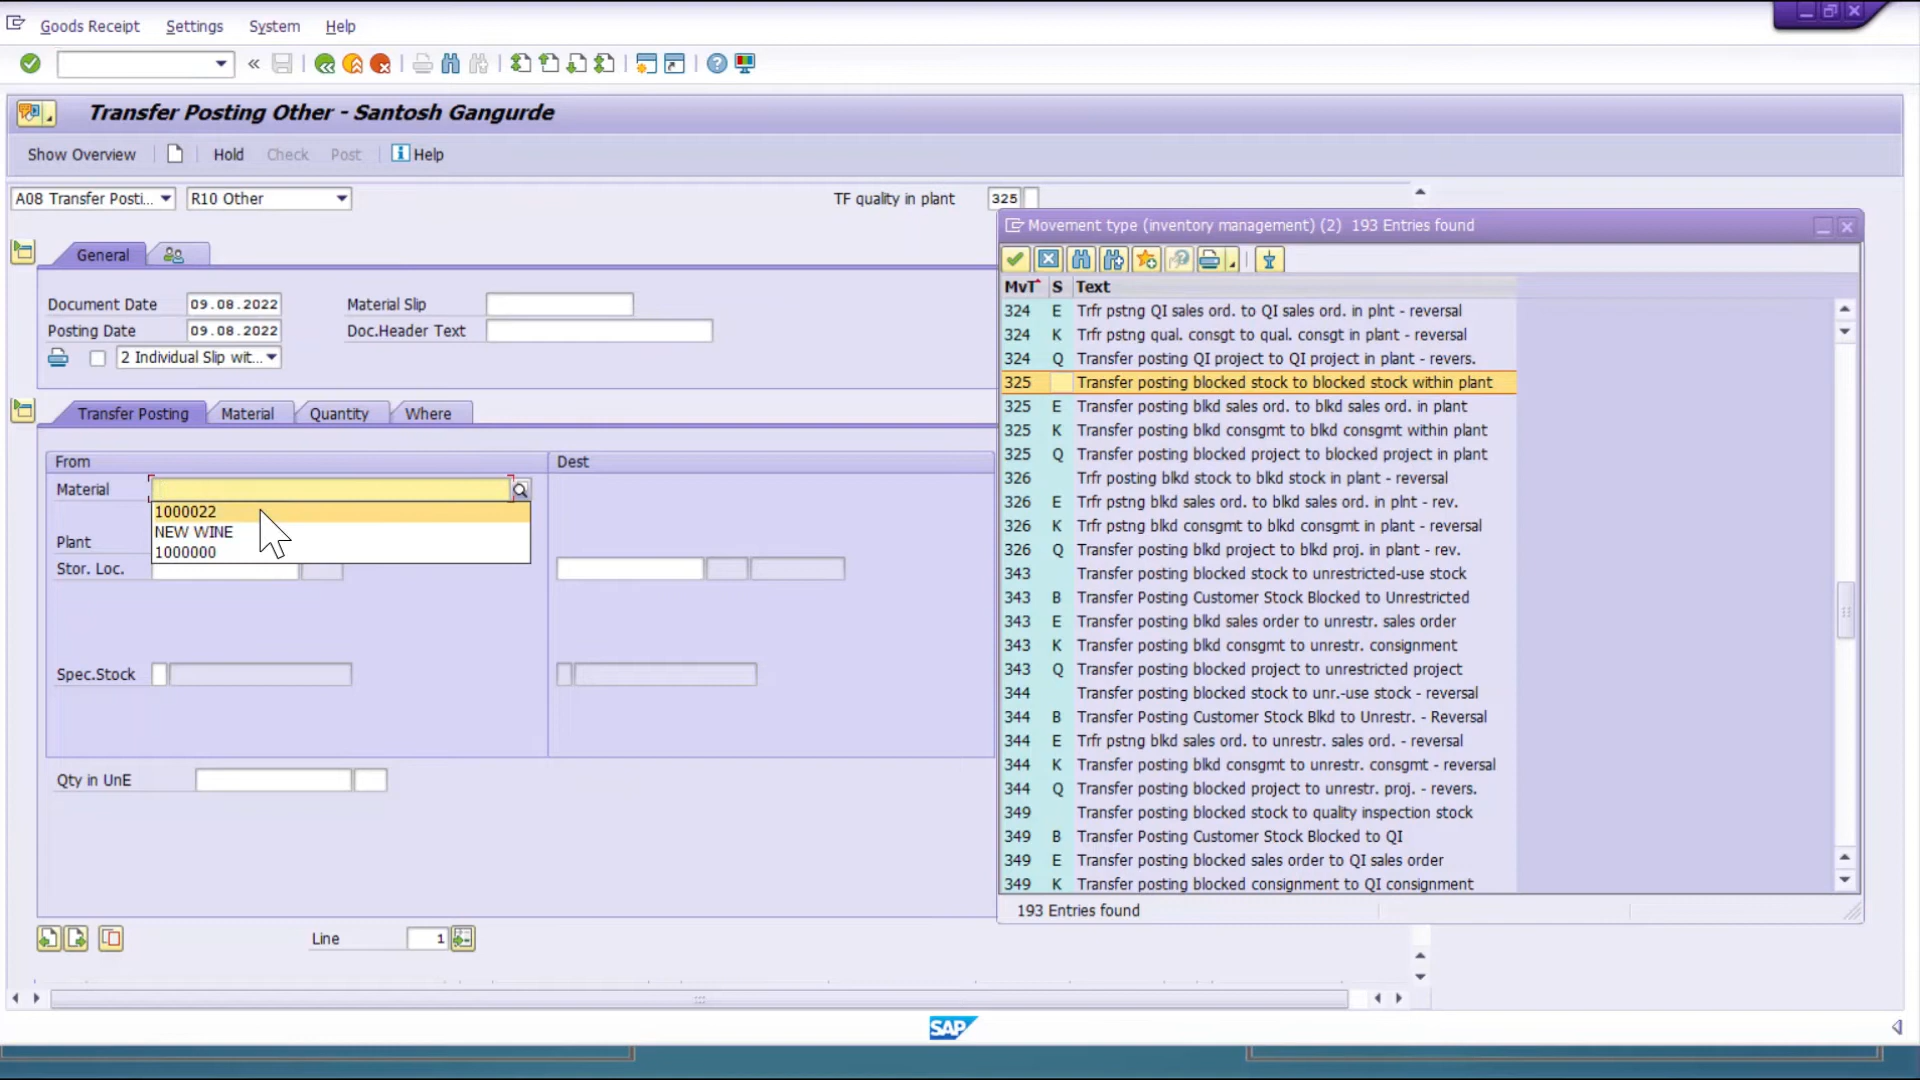 Goods Receipt Settings System Help
Transfer Posting Other - Santosh Gangurde
Show Overview Hold Check Post Help
A08 Transfer Posti... R10 Other TF quality in plant 325
General
Document Date 09.08.2022 Material Slip
Posting Date 09.08.2022 Doc.Header Text
2 Individual Slip wit...
Transfer Posting Material Quantity Where
From Dest
Material
1000022
NEW WINE
1000000
Plant
Stor. Loc.
Spec.Stock
Qty in UnE
Line 1
Movement type (inventory management) (2) 193 Entries found
MvT S Text
324 E Trfr pstng QI sales ord. to QI sales ord. in plnt - reversal
324 K Trfr pstng qual. consgt to qual. consgt in plant - reversal
324 Q Transfer posting QI project to QI project in plant - revers.
325 Transfer posting blocked stock to blocked stock within plant
325 E Transfer posting blkd sales ord. to blkd sales ord. in plant
325 K Transfer posting blkd consgmt to blkd consgmt within plant
325 Q Transfer posting blocked project to blocked project in plant
326 Trfr posting blkd stock to blkd stock in plant - reversal
326 E Trfr pstng blkd sales ord. to blkd sales ord. in plnt - rev.
326 K Trfr pstng blkd consgmt to blkd consgmt in plant - reversal
326 Q Transfer posting blkd project to blkd proj. in plant - rev.
343 Transfer posting blocked stock to unrestricted-use stock
343 B Transfer Posting Customer Stock Blocked to Unrestricted
343 E Transfer posting blkd sales order to unrestr. sales order
343 K Transfer posting blkd consgmt to unrestr. consignment
343 Q Transfer posting blocked project to unrestricted project
344 Transfer posting blocked stock to unr.-use stock - reversal
344 B Transfer Posting Customer Stock Blkd to Unrestr. - Reversal
344 E Trfr pstng blkd sales ord. to unrestr. sales ord. - reversal
344 K Transfer posting blkd consgmt to unrestr. consgmt - reversal
344 Q Transfer posting blocked project to unrestr. proj. - revers.
349 Transfer posting blocked stock to quality inspection stock
349 B Transfer Posting Customer Stock Blocked to QI
349 E Transfer posting blocked sales order to QI sales order
349 K Transfer posting blocked consignment to QI consignment
193 Entries found
SAP